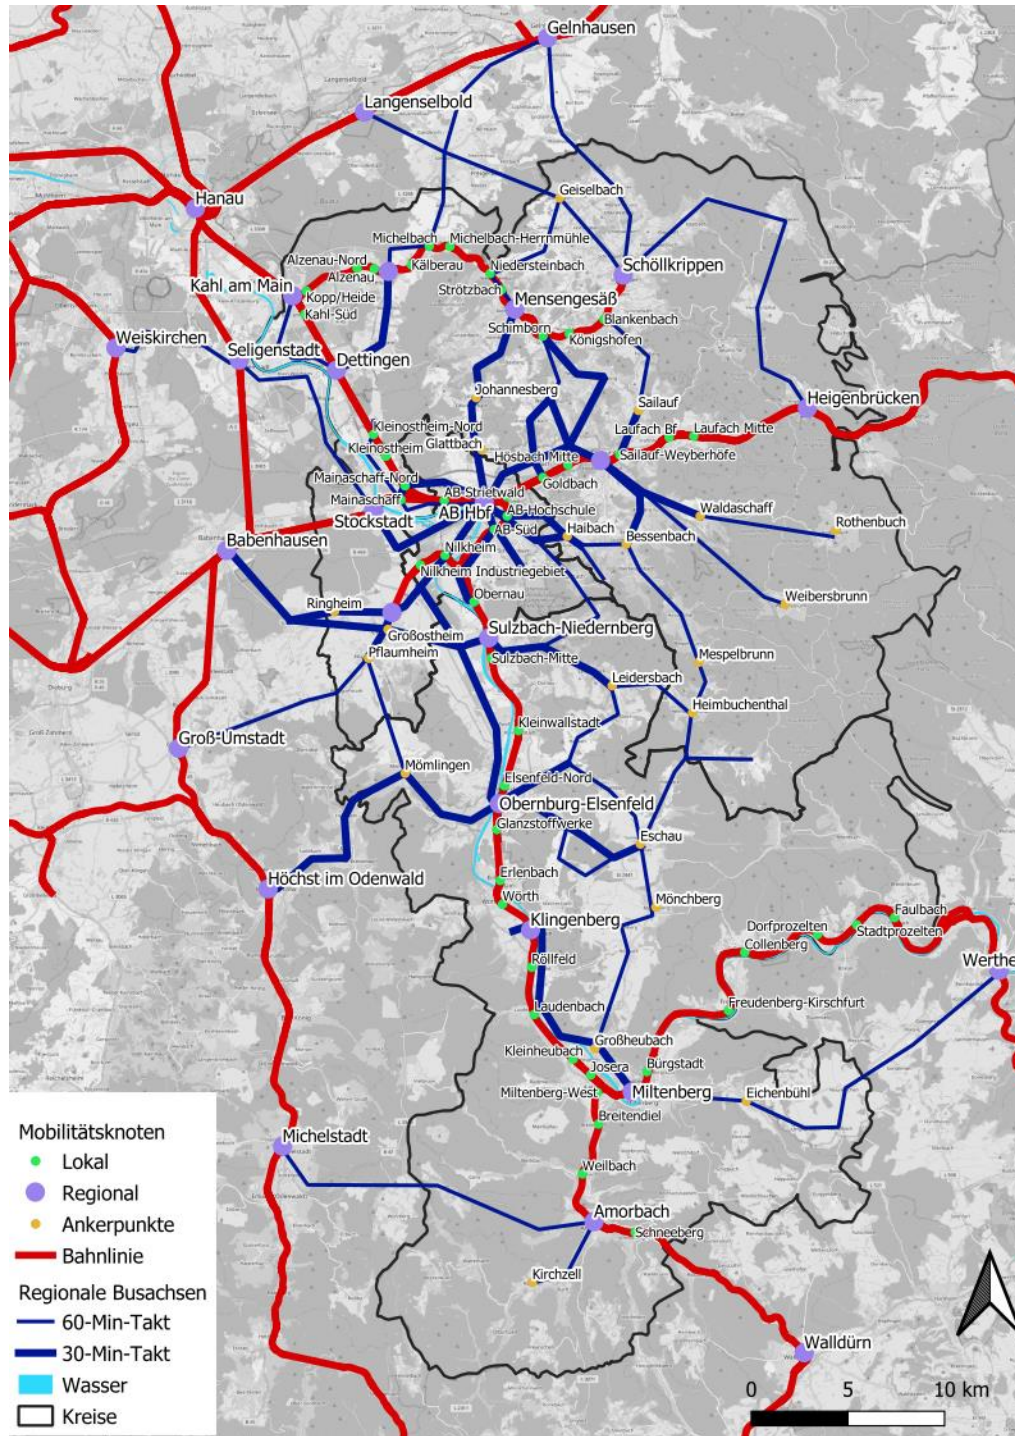 Gelnhausen
Langenselbold
Hanau
Geiselbach
Michelbach
Michelbach-Herrnmühle
Alzenau-Nord
Kälberau
Niedersteinbach
Schöllkrippen
Alzenau
Kahl am Main
Kopp/Heide
Strötzbach
Mensengesäß
Kahl-Süd
Blankenbach
Schimborn
Königshofen
Weiskirchen
Seligenstadt
Dettingen
Johannesberg
Sailauf
Heigenbrücken
Kleinostheim-Nord
Glattbach
Laufach Bf
Laufach Mitte
Kleinostheim
Hösbach Mitte
Sailauf-Weyberhöfe
Mainaschaff-Nord
Goldbach
Mainaschaff
AB-Strietwald
Stockstadt
AB Hbf
AB-Hochschule
Waldaschaff
AB-Süd
Haibach
Rothenbuch
Babenhausen
Bessenbach
Nilkheim
Nilkheim Industriegebiet
Ringheim
Obernau
Weibersbrunn
Großostheim
Sulzbach-Niedernberg
Pflaumheim
Sulzbach-Mitte
Mespelbrunn
Leidersbach
Heimbuchenthal
Kleinwallstadt
Groß-Umstadt
Mömlingen
Elsenfeld-Nord
Obernburg-Elsenfeld
Glanzstoffwerke
Eschau
Höchst im Odenwald
Erlenbach
Wörth
Mönchberg
Klingenberg
Faulbach
Dorfprozelten
Stadtprozelten
Collenberg
Röllfeld
Werthe
Laudenbach
Freudenberg-Kirschfurt
Großheubach
Kleinheubach
Josera
Bürgstadt
Miltenberg-West
Miltenberg
Eichenbühl
Breitendiel
Michelstadt
Weilbach
Amorbach
Schneeberg
Kirchzell
Walldürn
Mobilitätsknoten
Lokal
Regional
Ankerpunkte
Bahnlinie
Regionale Busachsen
60-Min-Takt
30-Min-Takt
Wasser
Kreise
0 5 10 km